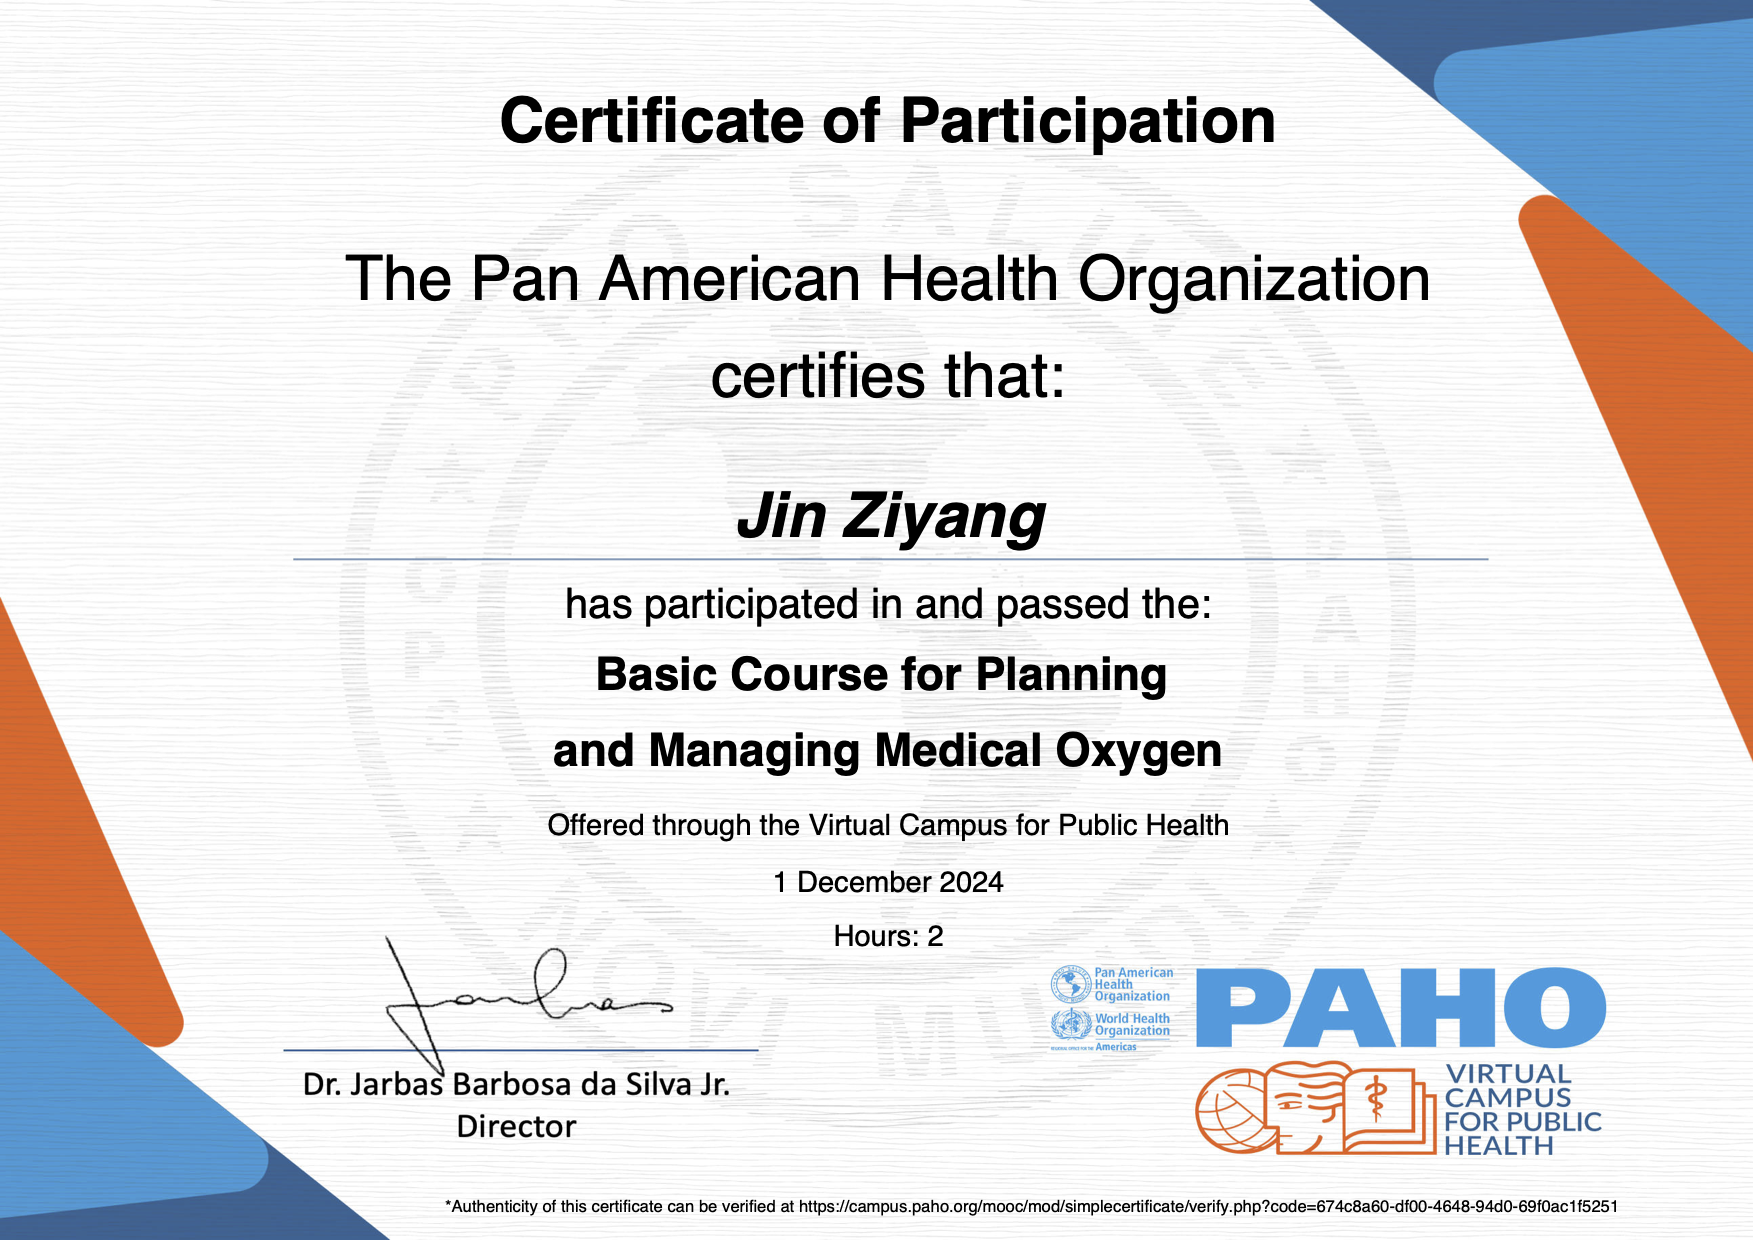 Certificate of Participation
The Pan American Health Organization
certifies that:
Jin Ziyang
has participated in and passed the:
Basic Course for Planning
and Managing Medical Oxygen
Offered through the Virtual Campus for Public Health
1 December 2024
Hours: 2
Dr. Jarbas Barbosa da Silva Jr.
Director
Pan American
Health
Organization
World Health
Organization
REGIONAL OFFICE FOR THE Americas
PAHO
VIRTUAL
CAMPUS
FOR PUBLIC
HEALTH
*Authenticity of this certificate can be verified at https://campus.paho.org/mooc/mod/simplecertificate/verify.php?code=674c8a60-df00-4648-94d0-69f0ac1f5251